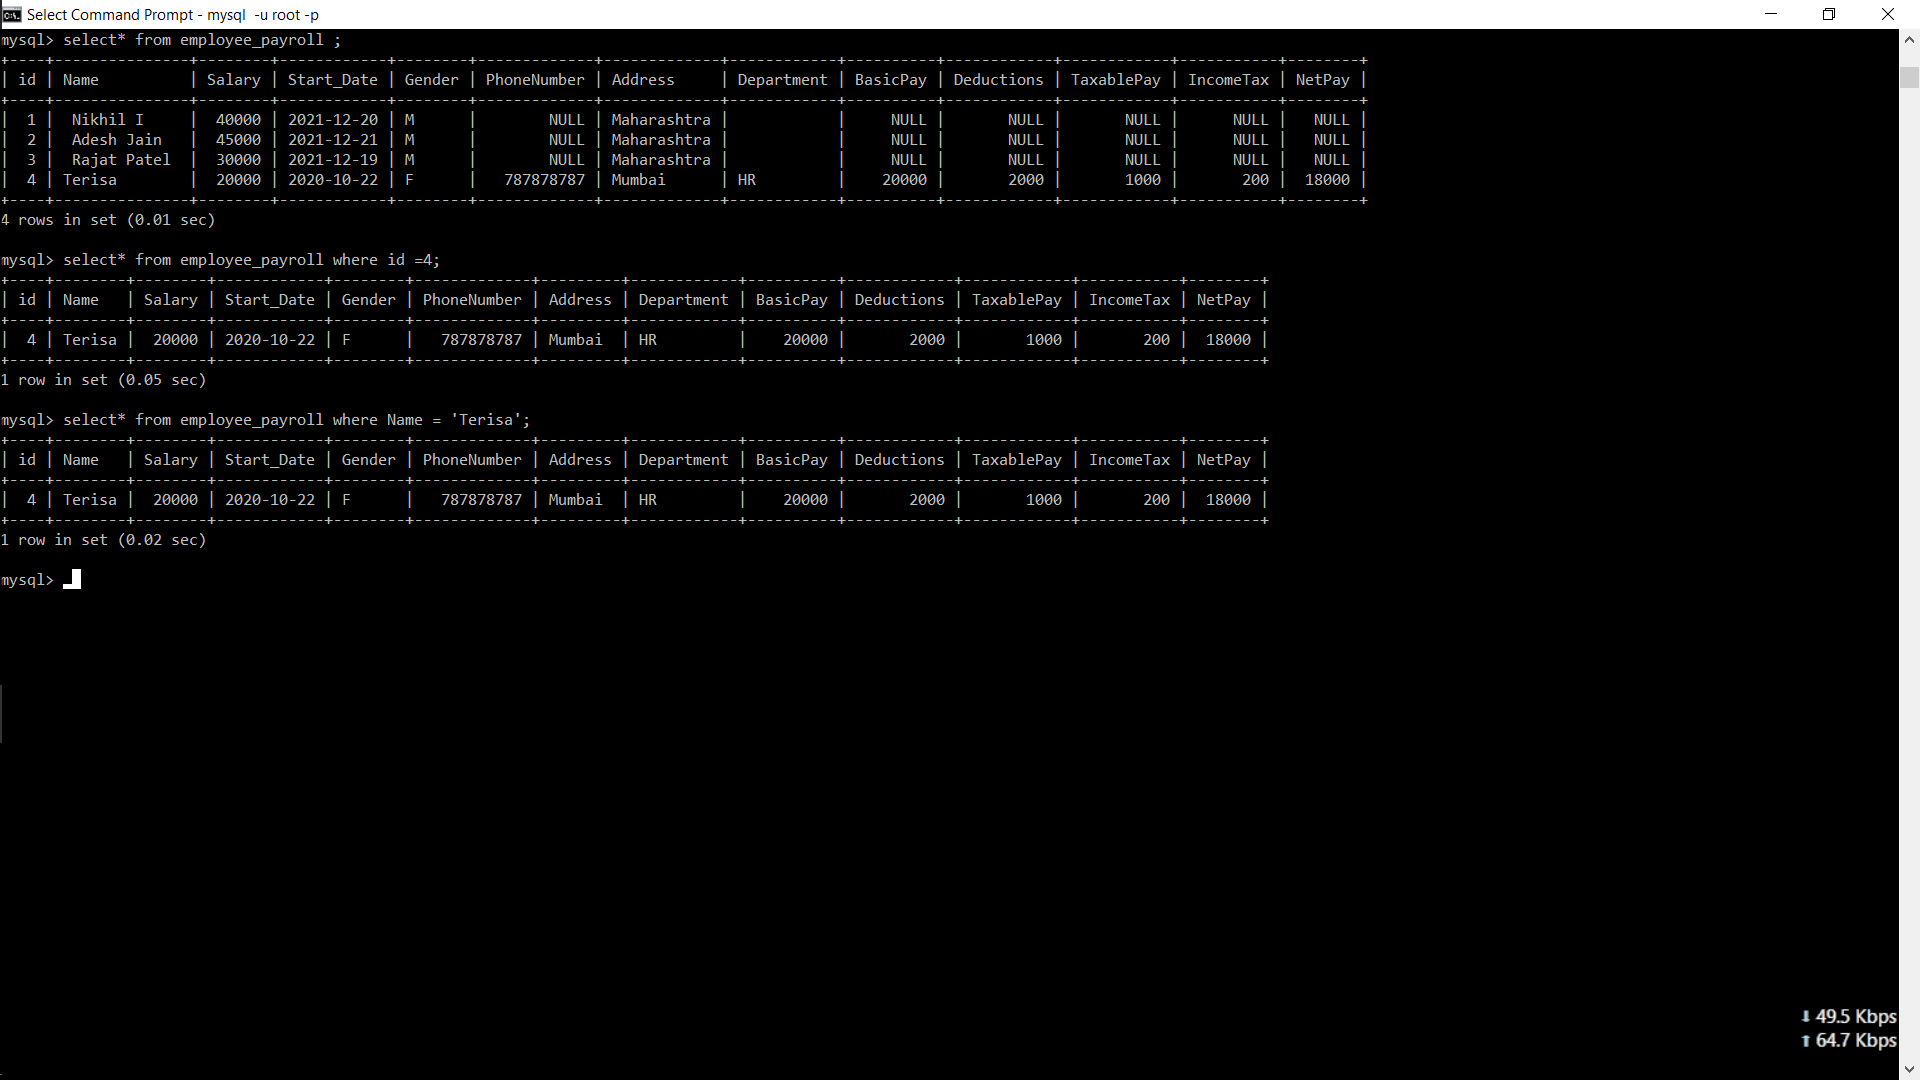 Select Command Prompt - mysql  -u root -p
mysql> select* from employee_payroll ;
+----+---------------+--------+------------+--------+-------------+-------------+------------+----------+------------+------------+-----------+--------+
| id | Name          | Salary | Start_Date | Gender | PhoneNumber | Address     | Department | BasicPay | Deductions | TaxablePay | IncomeTax | NetPay |
+----+---------------+--------+------------+--------+-------------+-------------+------------+----------+------------+------------+-----------+--------+
|  1 |  Nikhil I     |  40000 | 2021-12-20 | M      |        NULL | Maharashtra |            |     NULL |       NULL |       NULL |      NULL |   NULL |
|  2 |  Adesh Jain   |  45000 | 2021-12-21 | M      |        NULL | Maharashtra |            |     NULL |       NULL |       NULL |      NULL |   NULL |
|  3 |  Rajat Patel  |  30000 | 2021-12-19 | M      |        NULL | Maharashtra |            |     NULL |       NULL |       NULL |      NULL |   NULL |
|  4 | Terisa        |  20000 | 2020-10-22 | F      |   787878787 | Mumbai      | HR         |    20000 |       2000 |       1000 |       200 |  18000 |
+----+---------------+--------+------------+--------+-------------+-------------+------------+----------+------------+------------+-----------+--------+
4 rows in set (0.01 sec)
mysql> select* from employee_payroll where id =4;
+----+--------+--------+------------+--------+-------------+---------+------------+----------+------------+------------+-----------+--------+
| id | Name   | Salary | Start_Date | Gender | PhoneNumber | Address | Department | BasicPay | Deductions | TaxablePay | IncomeTax | NetPay |
+----+--------+--------+------------+--------+-------------+---------+------------+----------+------------+------------+-----------+--------+
|  4 | Terisa |  20000 | 2020-10-22 | F      |   787878787 | Mumbai  | HR         |    20000 |       2000 |       1000 |       200 |  18000 |
+----+--------+--------+------------+--------+-------------+---------+------------+----------+------------+------------+-----------+--------+
1 row in set (0.05 sec)
mysql> select* from employee_payroll where Name = 'Terisa';
+----+--------+--------+------------+--------+-------------+---------+------------+----------+------------+------------+-----------+--------+
| id | Name   | Salary | Start_Date | Gender | PhoneNumber | Address | Department | BasicPay | Deductions | TaxablePay | IncomeTax | NetPay |
+----+--------+--------+------------+--------+-------------+---------+------------+----------+------------+------------+-----------+--------+
|  4 | Terisa |  20000 | 2020-10-22 | F      |   787878787 | Mumbai  | HR         |    20000 |       2000 |       1000 |       200 |  18000 |
+----+--------+--------+------------+--------+-------------+---------+------------+----------+------------+------------+-----------+--------+
1 row in set (0.02 sec)
mysql>
⬇ 49.5 Kbps
⬆ 64.7 Kbps